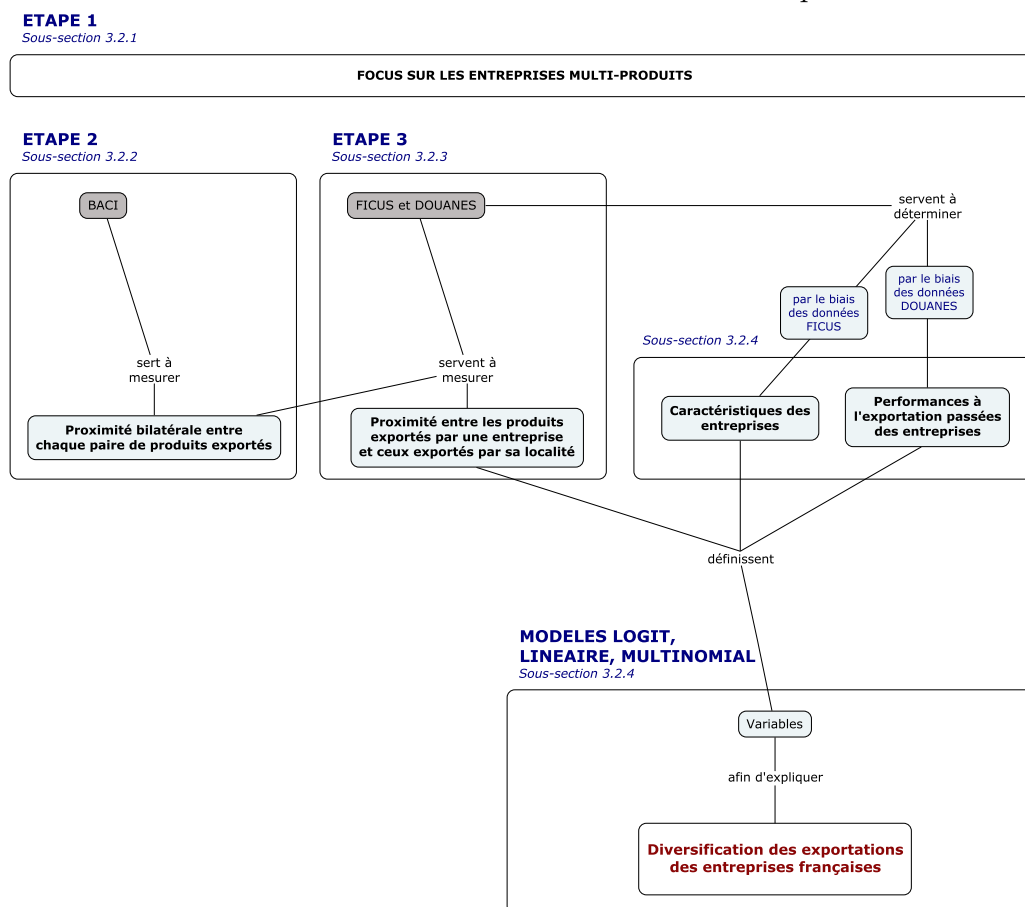 ETAPE 1
Sous-section 3.2.1
FOCUS SUR LES ENTREPRISES MULTI-PRODUITS
ETAPE 2
Sous-section 3.2.2
ETAPE 3
Sous-section 3.2.3
BACI
FICUS et DOUANES
servent à
déterminer
par le biais
des données
FICUS
par le biais
des données
DOUANES
Sous-section 3.2.4
sert à
mesurer
servent à
mesurer
Proximité bilatérale entre
chaque paire de produits exportés
Proximité entre les produits
exportés par une entreprise
et ceux exportés par sa localité
Caractéristiques des
entreprises
Performances à
l'exportation passées
des entreprises
définissent
MODELES LOGIT,
LINEAIRE, MULTINOMIAL
Sous-section 3.2.4
Variables
afin d'expliquer
Diversification des exportations
des entreprises françaises